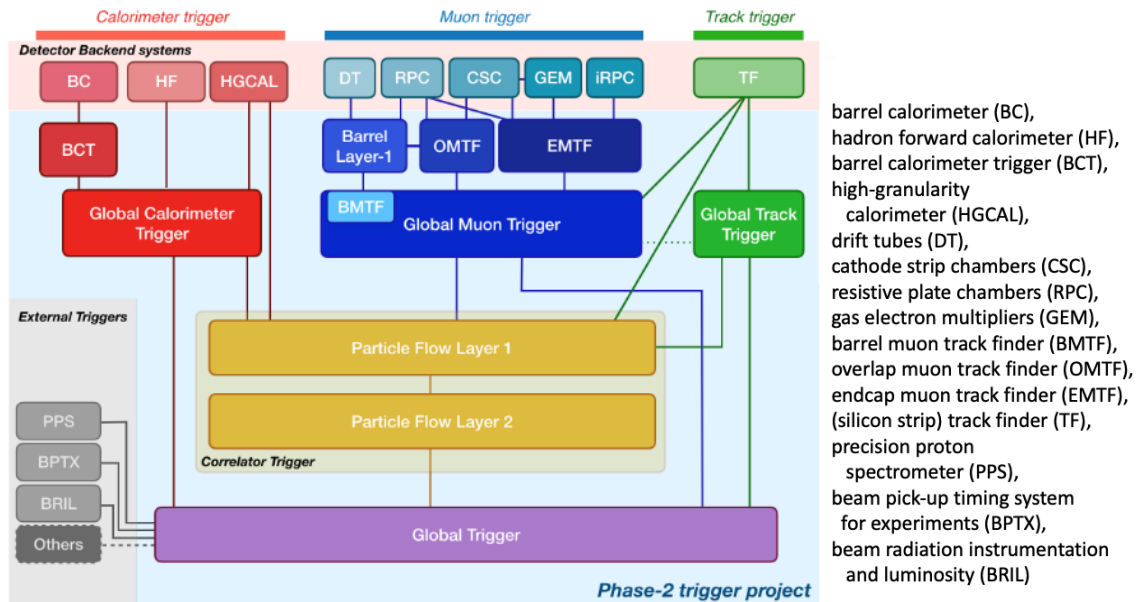 Calorimeter trigger
Muon trigger
Track trigger
Detector Backend systems
BC
HF
HGCAL
DT
RPC
CSC
GEM
iRPC
TF
BCT
Barrel
Layer-1
OMTF
EMTF
Global Calorimeter
Trigger
BMTF
Global Muon Trigger
Global Track
Trigger
External Triggers
Particle Flow Layer 1
Particle Flow Layer 2
Correlator Trigger
PPS
BPTX
BRIL
Others
Global Trigger
Phase-2 trigger project
barrel calorimeter (BC),
hadron forward calorimeter (HF),
barrel calorimeter trigger (BCT),
high-granularity
calorimeter (HGCAL),
drift tubes (DT),
cathode strip chambers (CSC),
resistive plate chambers (RPC),
gas electron multipliers (GEM),
barrel muon track finder (BMTF),
overlap muon track finder (OMTF),
endcap muon track finder (EMTF),
(silicon strip) track finder (TF),
precision proton
spectrometer (PPS),
beam pick-up timing system
for experiments (BPTX),
beam radiation instrumentation
and luminosity (BRIL)